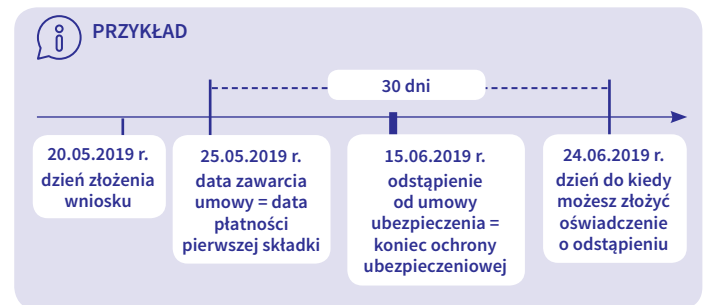 PRZYKŁAD
30 dni
20.05.2019 r.
dzień złożenia
wniosku
25.05.2019 r.
data zawarcia
umowy = data
płatności
pierwszej składki
15.06.2019 r.
odstąpienie
od umowy
ubezpieczenia =
koniec ochrony
ubezpieczeniowej
24.06.2019 r.
dzień do kiedy
możesz złożyć
oświadczenie
o odstąpieniu